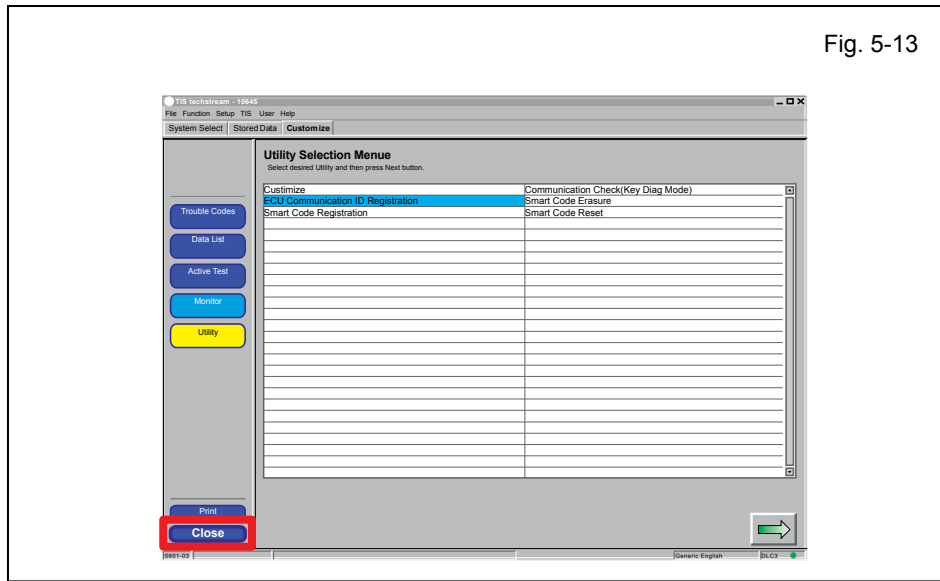 Fig. 5-13
TIS techstream - 10645
File Function Setup TIS User Help
System Select Stored Data Customize
Utility Selection Menue
Select desired Utility and then press Next button.
Custimize Communication Check(Key Diag Mode)
ECU Communication ID Registration Smart Code Erasure
Smart Code Registration Smart Code Reset
Trouble Codes
Data List
Active Test
Monitor
Utility
Print
Close
S601-03 Generic English DLC3